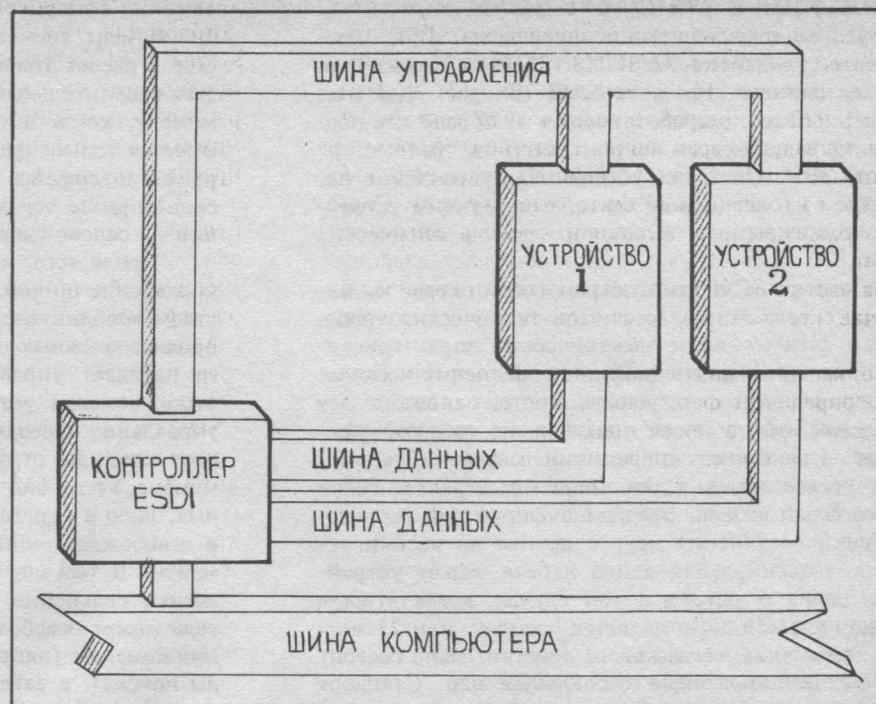 ШИНА УПРАВЛЕНИЯ
УСТРОЙСТВО
1
УСТРОЙСТВО
2
КОНТРОЛЛЕР
ESDI
ШИНА ДАННЫХ
ШИНА ДАННЫХ
ШИНА КОМПЬЮТЕРА